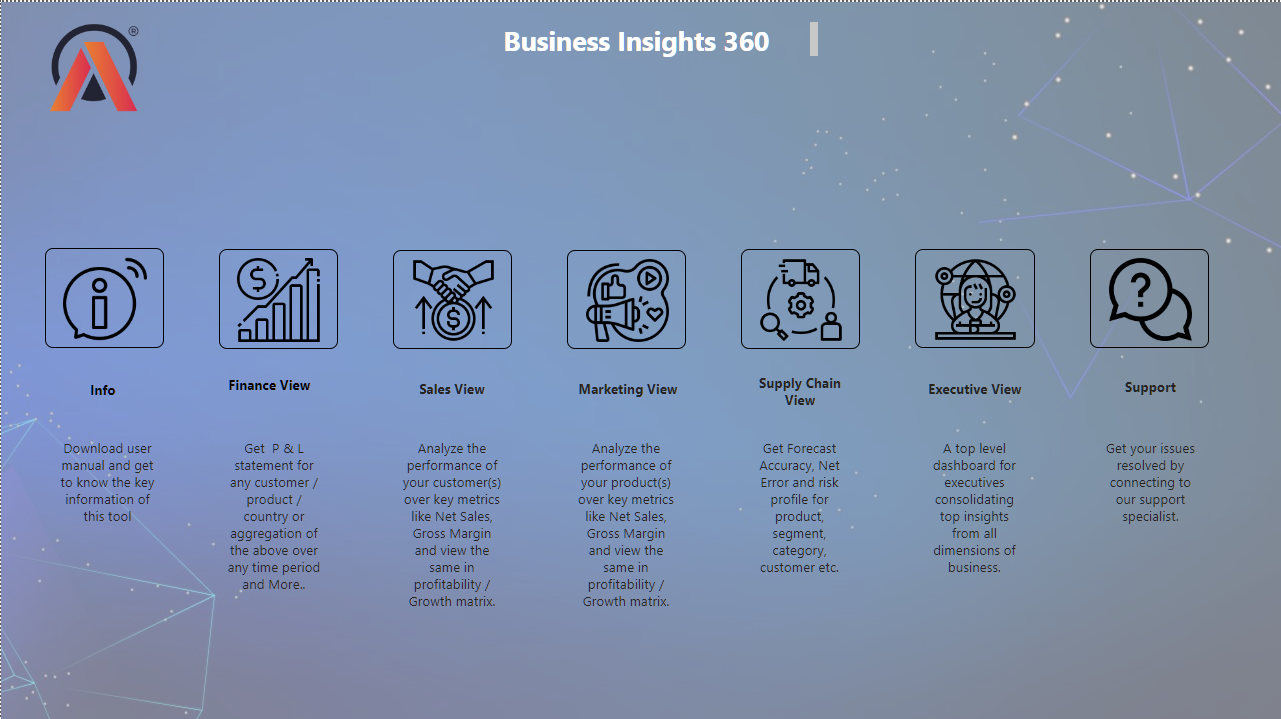 ®
Business Insights 360
Info
Download user
manual and get
to know the key
information of
this tool
Finance View
Get P & L
statement for
any customer /
product /
country or
aggregation of
the above over
any time period
and More..
Sales View
Analyze the
performance of
your customer(s)
over key metrics
like Net Sales,
Gross Margin
and view the
same in
profitability /
Growth matrix.
Marketing View
Analyze the
performance of
your product(s)
over key metrics
like Net Sales,
Gross Margin
and view the
same in
profitability /
Growth matrix.
Supply Chain
View
Get Forecast
Accuracy, Net
Error and risk
profile for
product,
segment,
category,
customer etc.
Executive View
A top level
dashboard for
executives
consolidating
top insights
from all
dimensions of
business.
Support
Get your issues
resolved by
connecting to
our support
specialist.